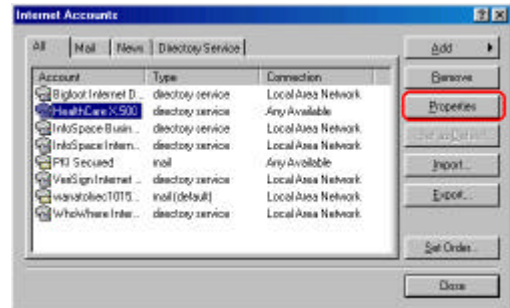 Internet Accounts
All Mail News Directory Service
Add
Remove
Properties
Set as Default
Import...
Export...
Set Order...
Close
Account Type Connection
Bigfoot Internet D... directory service Local Area Network
HealthCare X.500 directory service Any Available
InfoSpace Busin... directory service Local Area Network
InfoSpace Intern... directory service Local Area Network
PKI Secured mail Any Available
VeriSign Internet ... directory service Local Area Network
mail (default) Local Area Network
WhoWhere Inter... directory service Local Area Network